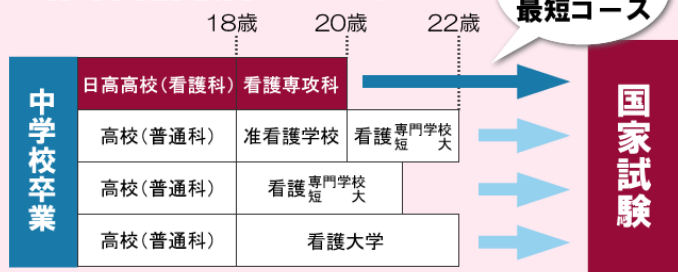 最短コース
18歳 20歳 22歳
中学校卒業
日高高校(看護科) 看護専攻科
高校(普通科) 准看護学校 看護専門学校短大
高校(普通科) 看護専門学校短大
高校(普通科) 看護大学
国家試験